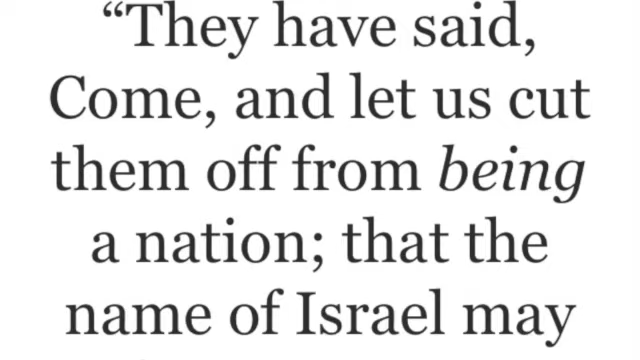 “They have said,
Come, and let us cut
them off from being
a nation; that the
name of Israel may